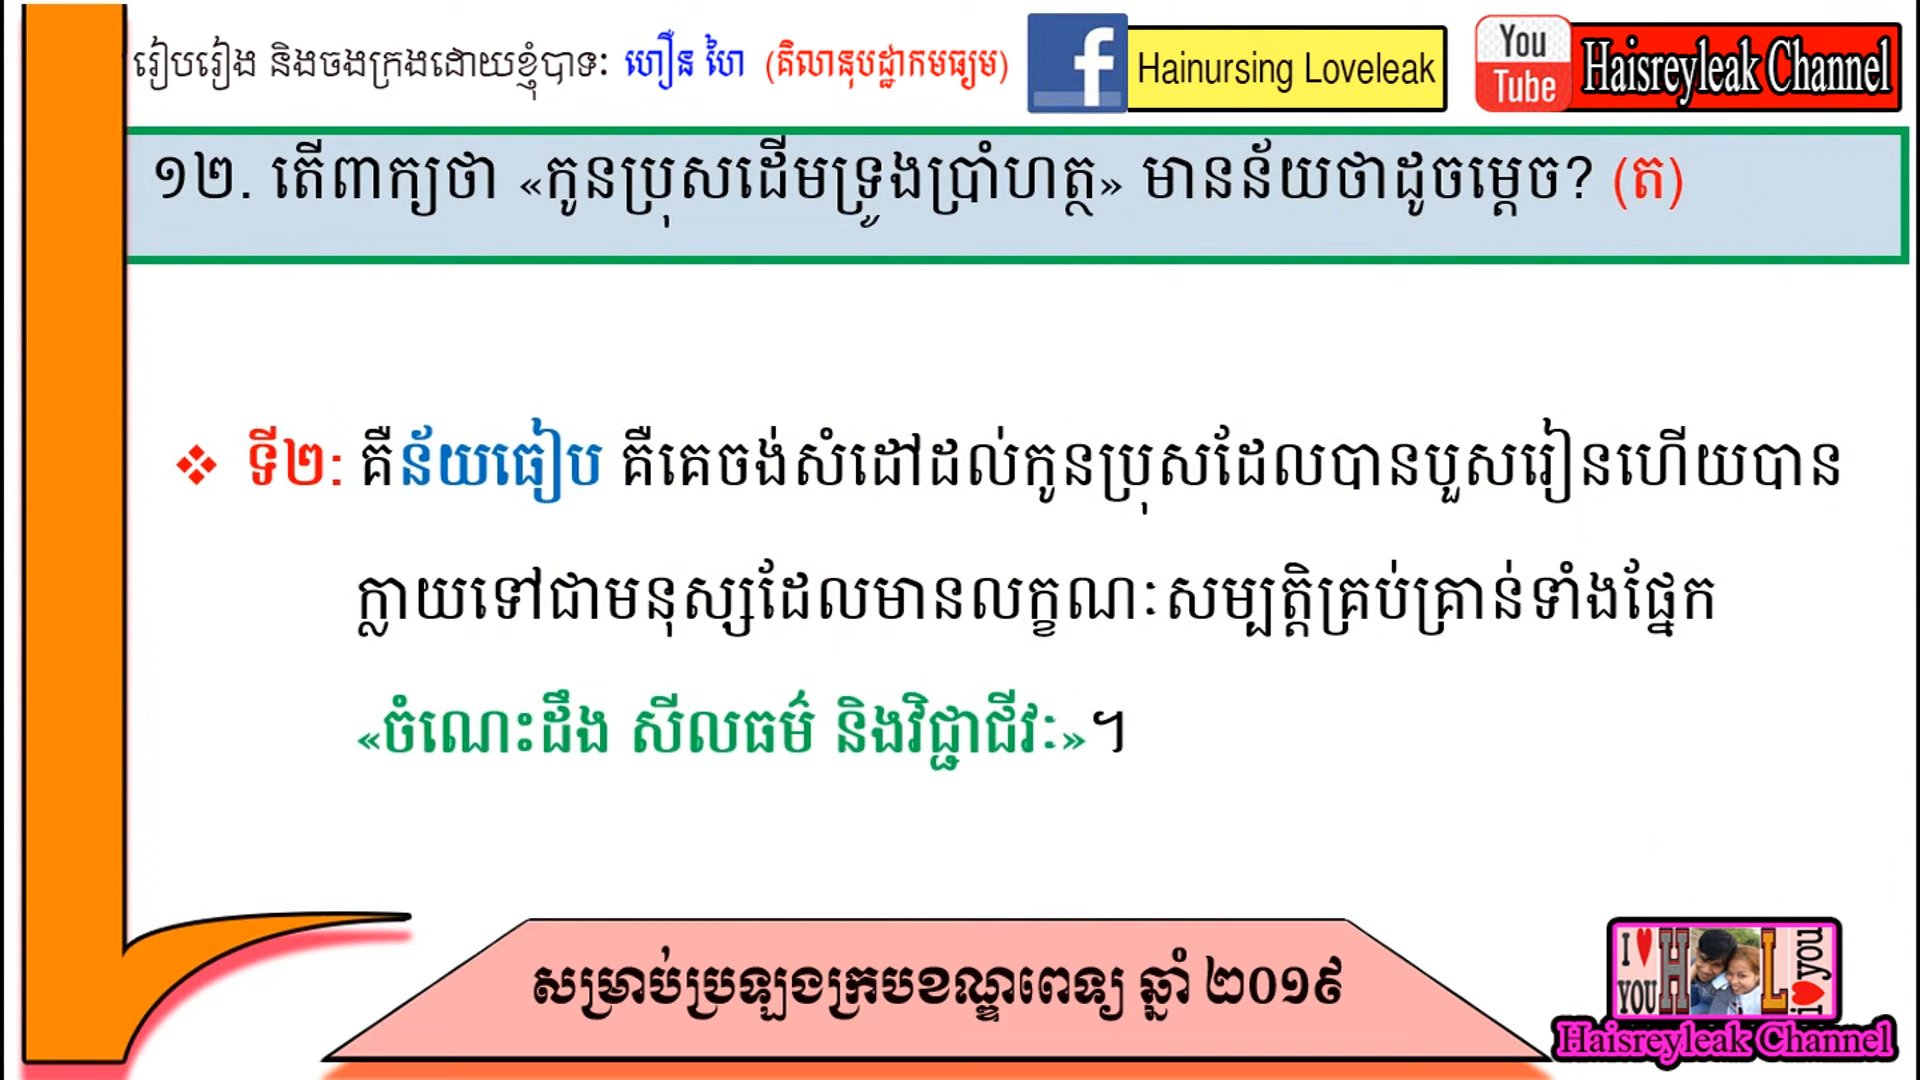 រៀបរៀង និងចងក្រងដោយខ្ញុំបាទ: ហឿន ហៃ (គិលានុបដ្ឋាកមធ្យម)
Hainursing Loveleak
You Tube Haisreyleak Channel
១២. តើពាក្យថា «កូនប្រុសដើមទ្រូងប្រាំហត្ថ» មានន័យថាដូចម្តេច? (ត)
❖ ទី២: គឺន័យធៀប គឺគេចង់សំដៅដល់កូនប្រុសដែលបានបួសរៀនហើយបាន
ក្លាយទៅជាមនុស្សដែលមានលក្ខណៈសម្បត្តិគ្រប់គ្រាន់ទាំងផ្នែក
«ចំណេះដឹង សីលធម៌ និងវិជ្ជាជីវៈ»។
សម្រាប់ប្រឡងក្របខណ្ឌពេទ្យ ឆ្នាំ ២០១៩
I YOU H L i you
Haisreyleak Channel